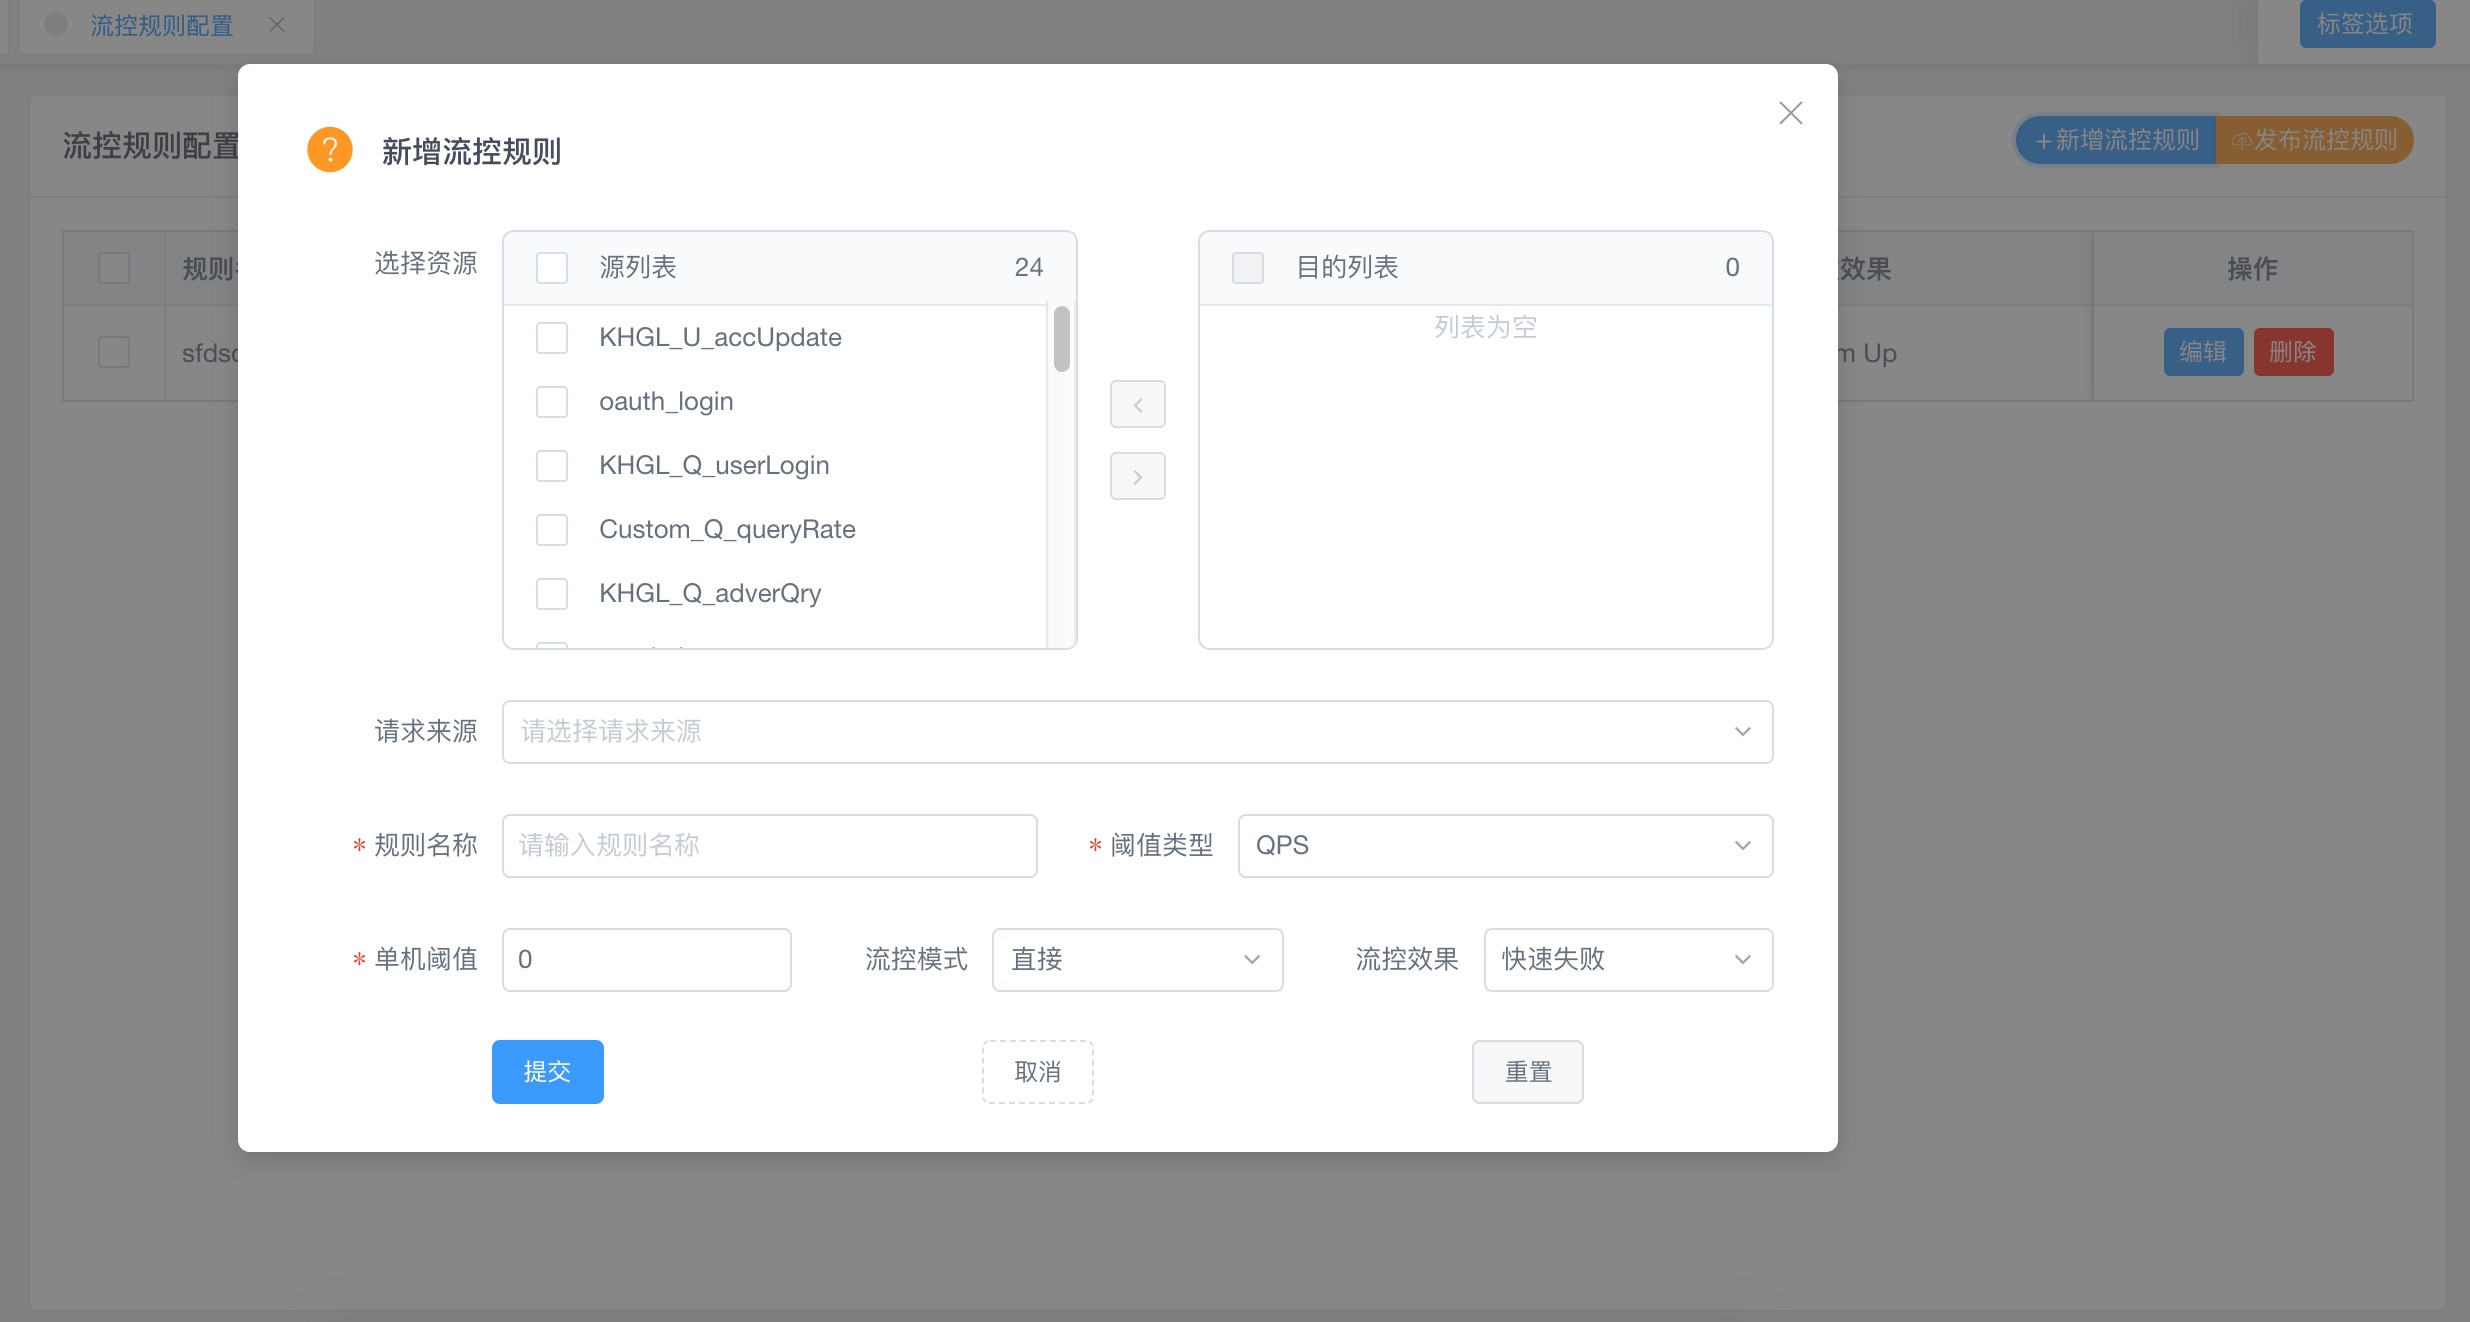 流控规则配置
标签选项
流控规则配置
+新增流控规则
发布流控规则
?
新增流控规则
选择资源
源列表
24
目的列表
0
KHGL_U_accUpdate
oauth_login
KHGL_Q_userLogin
Custom_Q_queryRate
KHGL_Q_adverQry
列表为空
规则
效果
操作
m Up
编辑
删除
请求来源
请选择请求来源
* 规则名称
请输入规则名称
* 阈值类型
QPS
* 单机阈值
0
流控模式
直接
流控效果
快速失败
提交
取消
重置